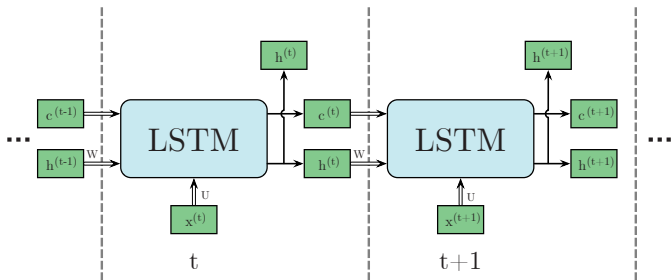 h^(t)
h^(t+1)
c^(t-1)
c^(t)
c^(t+1)
LSTM
LSTM
...
h^(t-1)
W
h^(t)
W
h^(t+1)
...
U
U
x^(t)
x^(t+1)
t
t+1